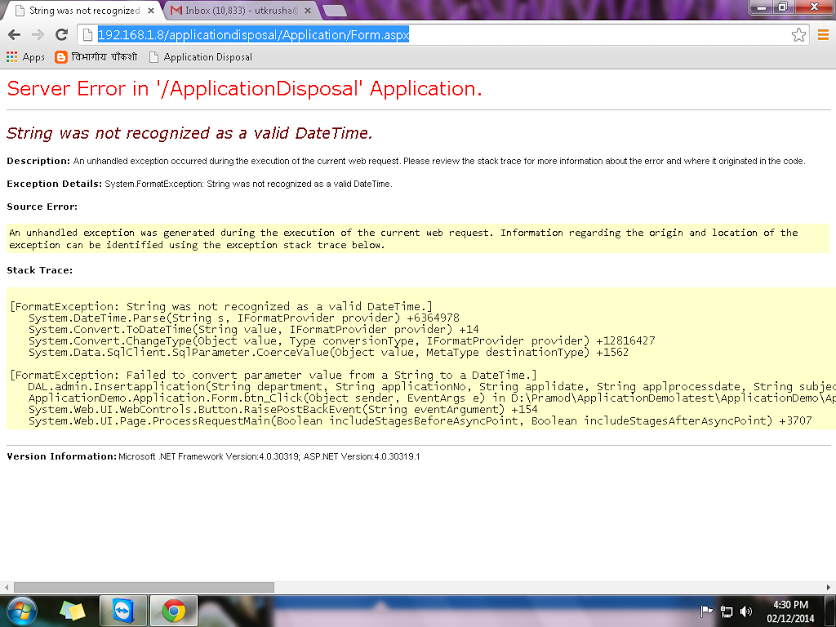 String was not recognized
Inbox (10,833) - utkrusha@
192.168.1.8/applicationdisposal/Application/Form.aspx
Apps विभागीय चौकशी Application Disposal
Server Error in '/ApplicationDisposal' Application.
String was not recognized as a valid DateTime.
Description: An unhandled exception occurred during the execution of the current web request. Please review the stack trace for more information about the error and where it originated in the code.
Exception Details: System.FormatException: String was not recognized as a valid DateTime.
Source Error:
An unhandled exception was generated during the execution of the current web request. Information regarding the origin and location of the
exception can be identified using the exception stack trace below.
Stack Trace:
[FormatException: String was not recognized as a valid DateTime.]
System.DateTime.Parse(String s, IFormatProvider provider) +6364978
System.Convert.ToDateTime(String value, IFormatProvider provider) +14
System.Convert.ChangeType(Object value, Type conversionType, IFormatProvider provider) +12816427
System.Data.SqlClient.SqlParameter.CoerceValue(Object value, MetaType destinationType) +1562
[FormatException: Failed to convert parameter value from a String to a DateTime.]
DAL.admin.Insertapplication(String department, String applicationNo, String applidate, String applprocessdate, String subjec
ApplicationDemo.Application.Form.btn_Click(Object sender, EventArgs e) in D:\Pramod\ApplicationDemolatest\ApplicationDemo\Ap
System.Web.UI.WebControls.Button.RaisePostBackEvent(String eventArgument) +154
System.Web.UI.Page.ProcessRequestMain(Boolean includeStagesBeforeAsyncPoint, Boolean includeStagesAfterAsyncPoint) +3707
Version Information: Microsoft .NET Framework Version:4.0.30319; ASP.NET Version:4.0.30319.1
4:30 PM
02/12/2014